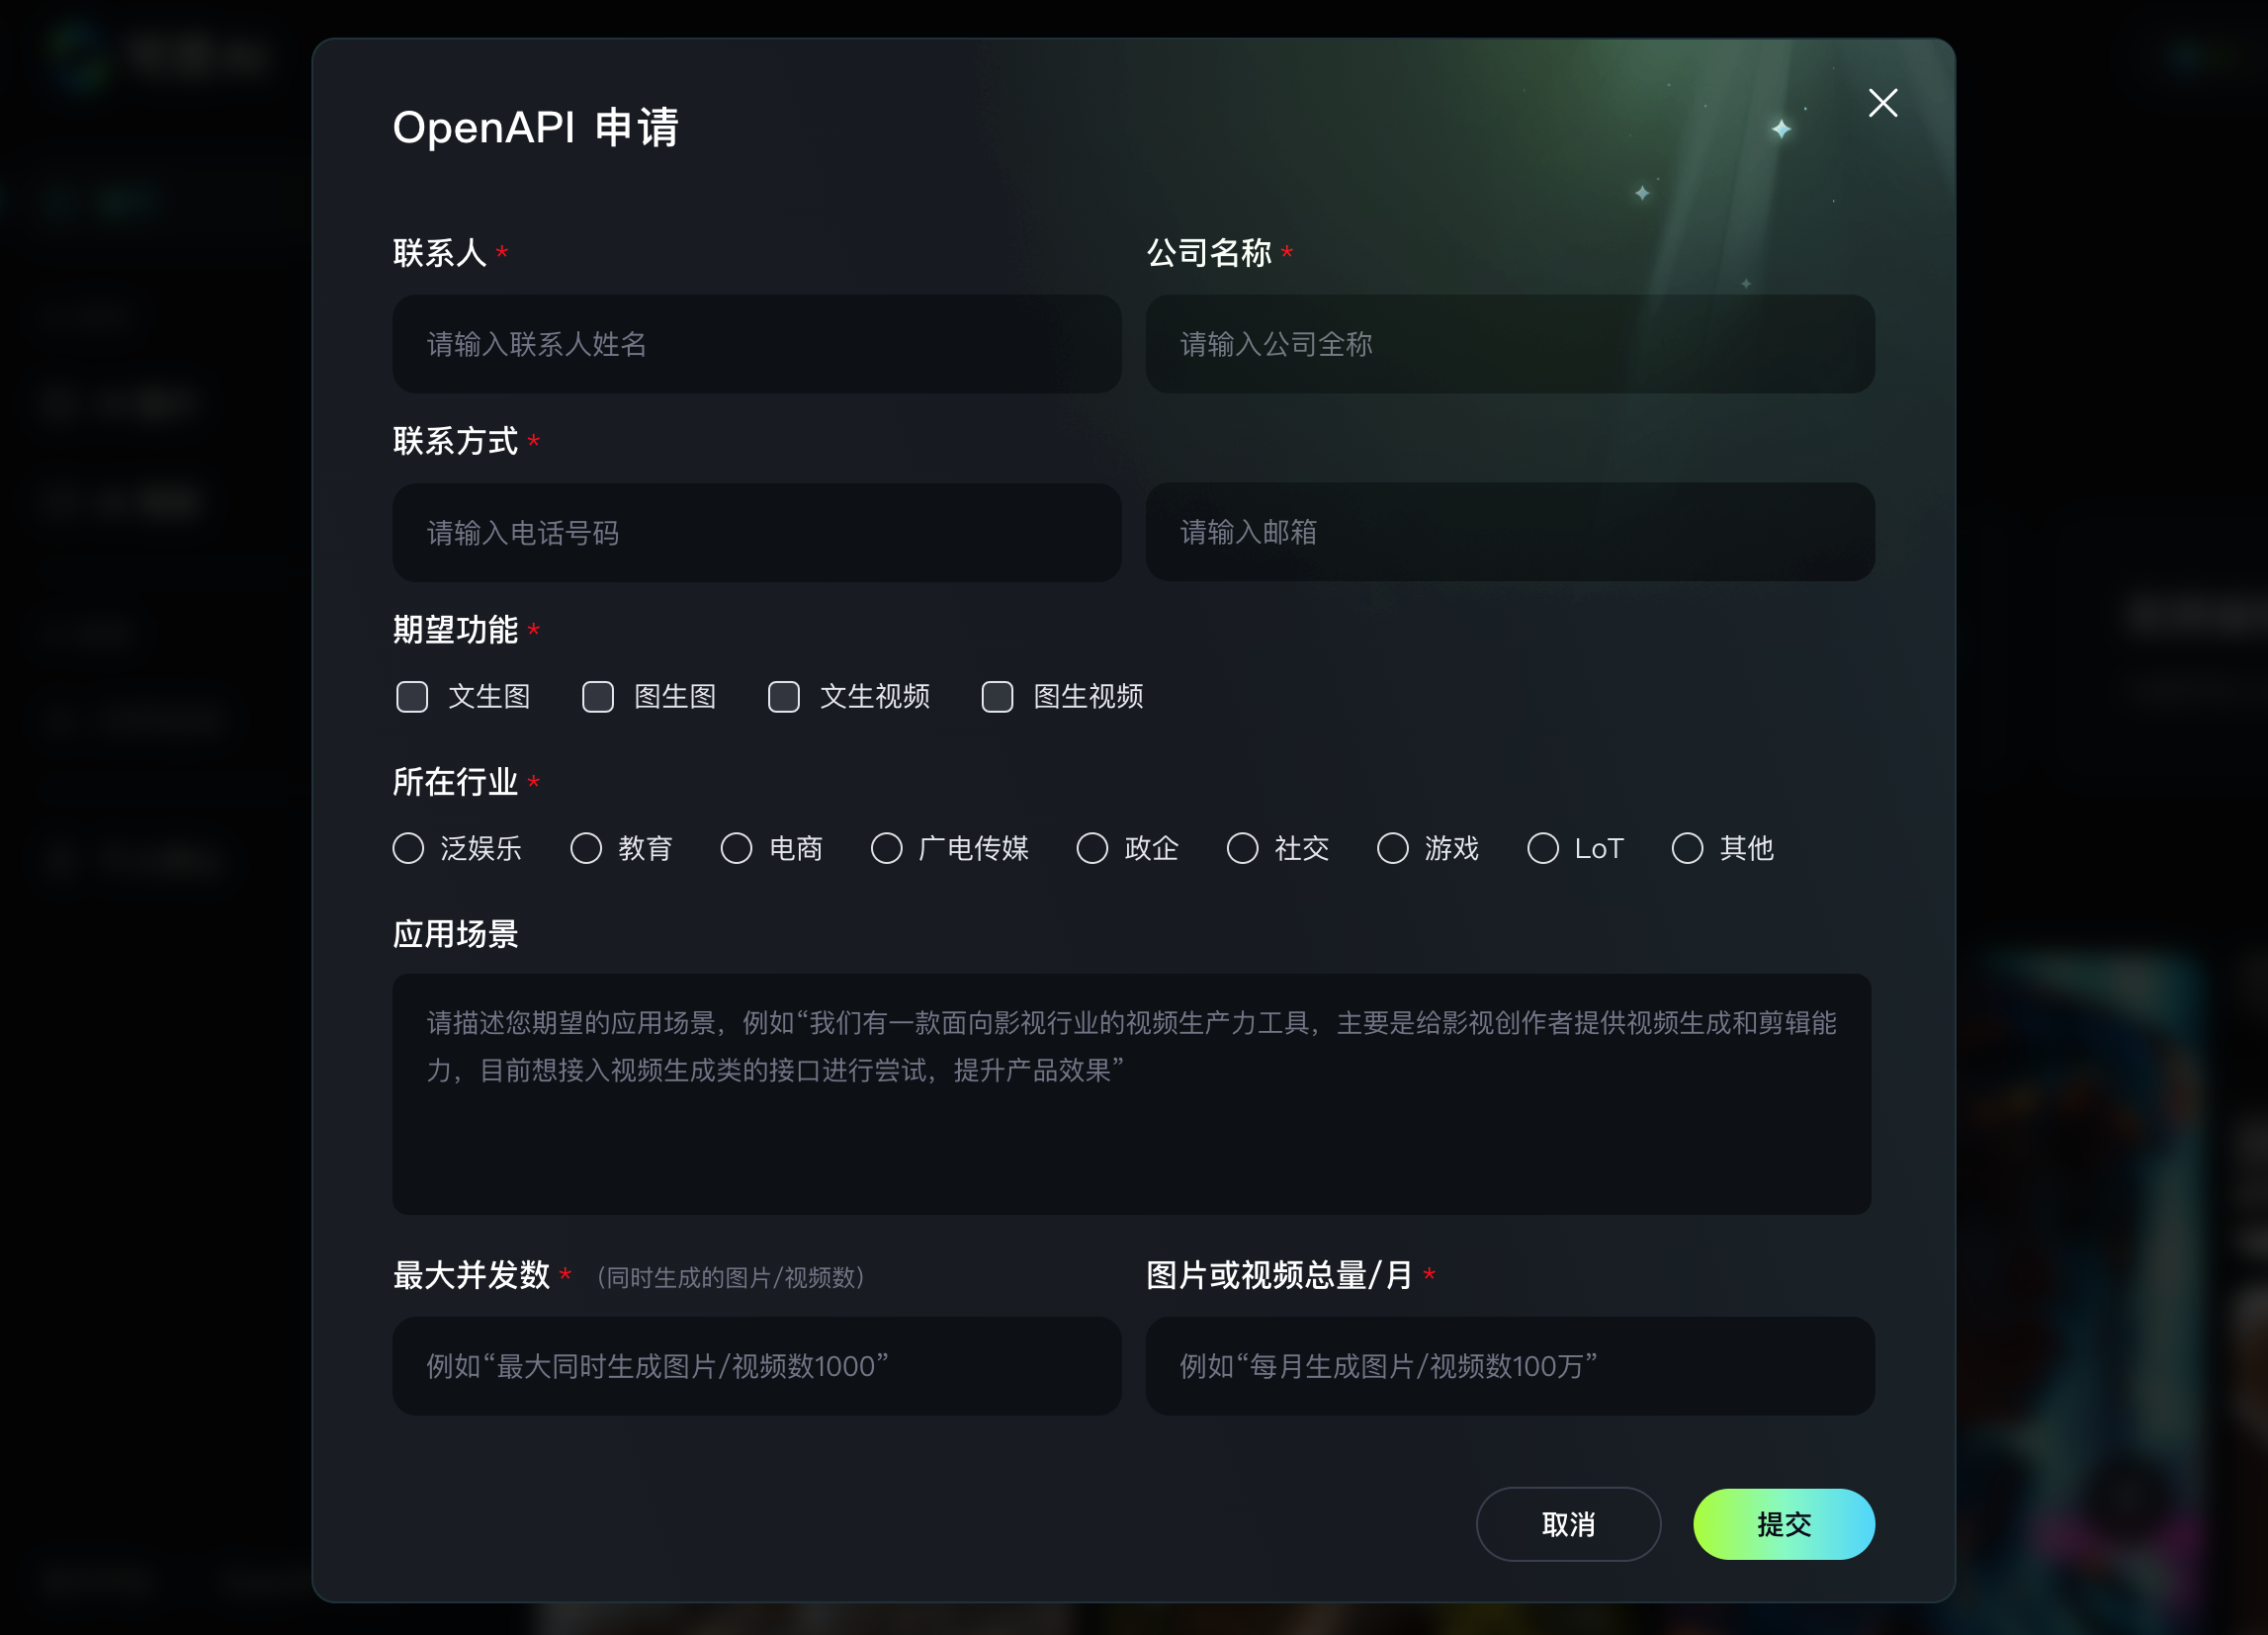 OpenAPI 申请
联系人 *
公司名称 *
请输入联系人姓名
请输入公司全称
联系方式 *
请输入电话号码
请输入邮箱
期望功能 *
文生图 图生图 文生视频 图生视频
所在行业 *
泛娱乐 教育 电商 广电传媒 政企 社交 游戏 LoT 其他
应用场景
请描述您期望的应用场景，例如“我们有一款面向影视行业的视频生产力工具，主要是给影视创作者提供视频生成和剪辑能
力，目前想接入视频生成类的接口进行尝试，提升产品效果”
最大并发数 * （同时生成的图片/视频数）
图片或视频总量/月 *
例如“最大同时生成图片/视频数1000”
例如“每月生成图片/视频数100万”
取消
提交